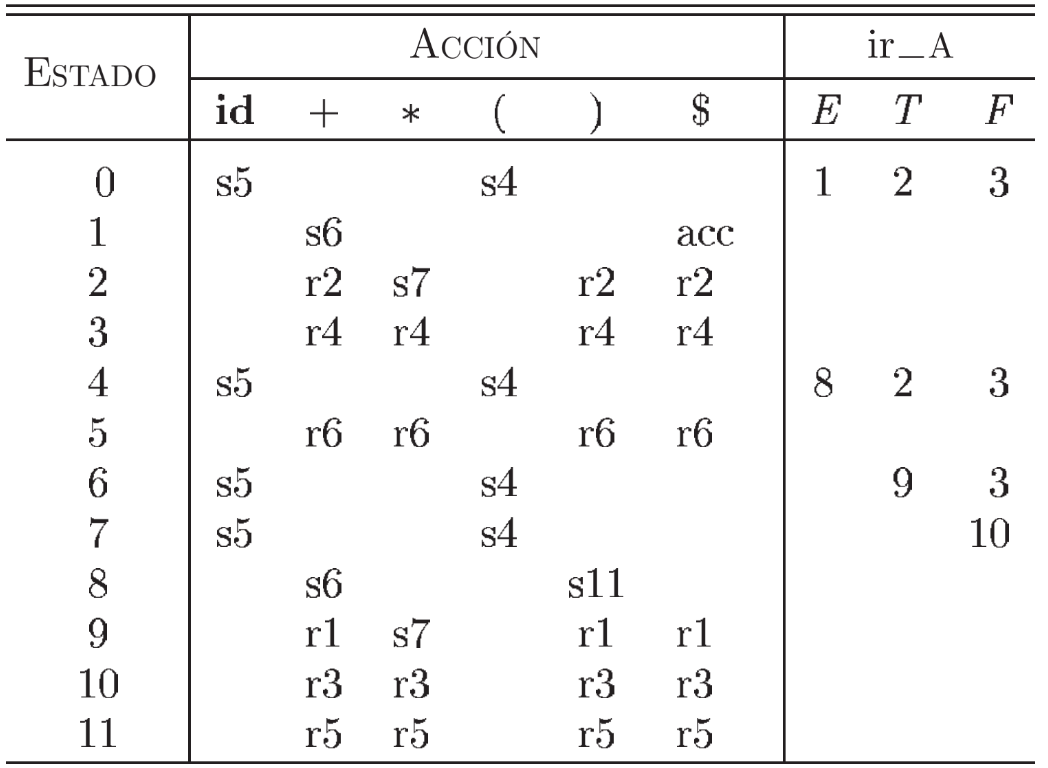 ESTADO ACCIÓN ir_A
id + * ( ) $ E T F
0 s5 s4 1 2 3
1 s6 acc
2 r2 s7 r2 r2
3 r4 r4 r4 r4
4 s5 s4 8 2 3
5 r6 r6 r6 r6
6 s5 s4 9 3
7 s5 s4 10
8 s6 s11
9 r1 s7 r1 r1
10 r3 r3 r3 r3
11 r5 r5 r5 r5